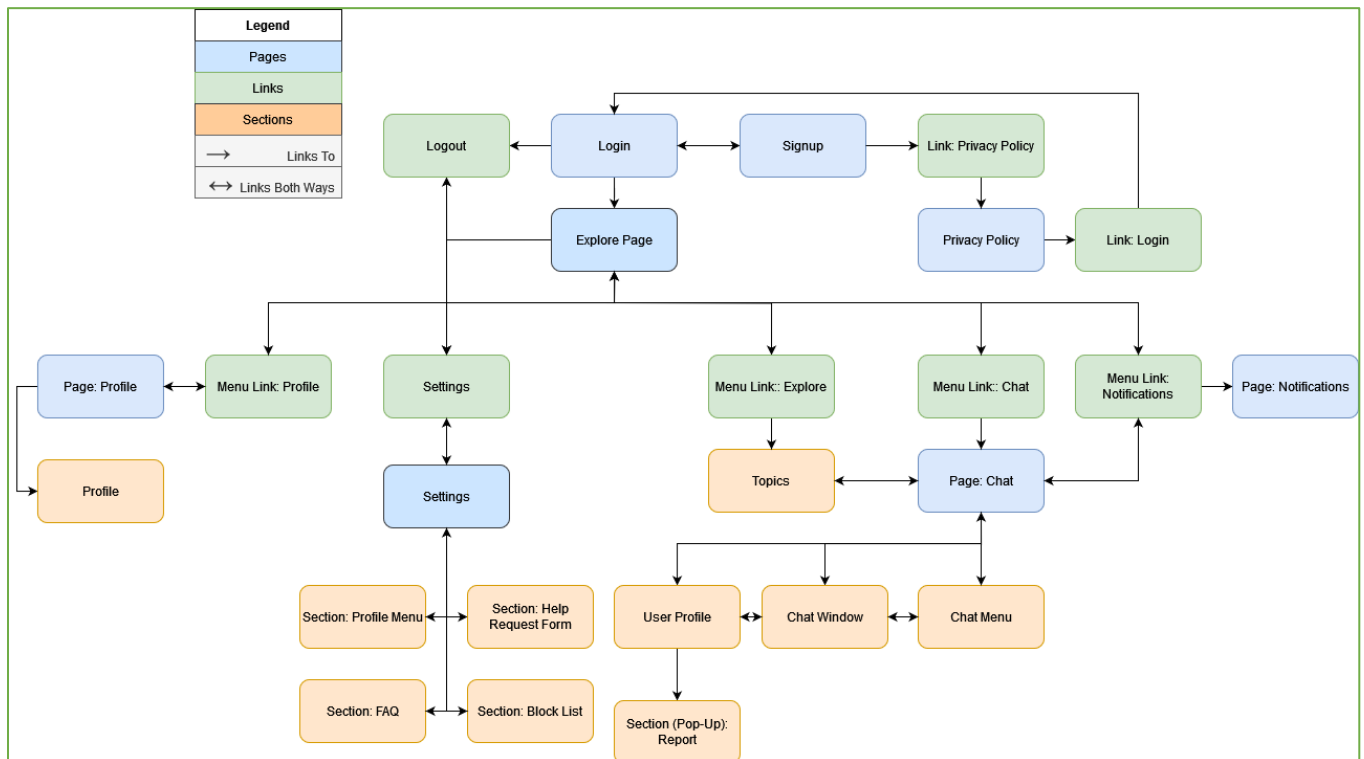 Legend
Pages
Links
Sections
→ Links To
↔ Links Both Ways
Logout
Login
Signup
Link: Privacy Policy
Explore Page
Privacy Policy
Link: Login
Page: Profile
Menu Link: Profile
Settings
Menu Link:: Explore
Menu Link:: Chat
Menu Link:
Notifications
Page: Notifications
Profile
Settings
Topics
Page: Chat
Section: Profile Menu
Section: Help
Request Form
User Profile
Chat Window
Chat Menu
Section: FAQ
Section: Block List
Section (Pop-Up):
Report